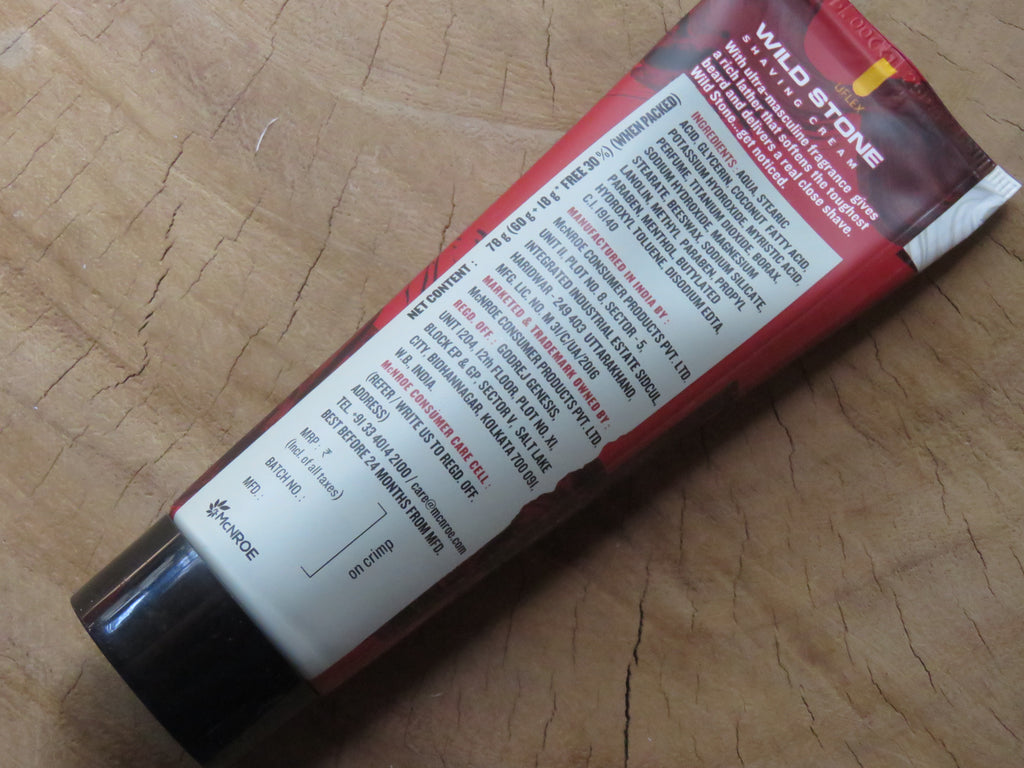 WILD STONE
SHAVING CREAM
With ultra-masculine fragrance gives
a rich lather that softens the toughest
beard and delivers a real close shave.
Wild Stone...get noticed.
UFLEX
INGREDIENTS: AQUA, STARIC
ACID, GLYCERIN, COCONUT FATTY ACID,
POTASSIUM HYDROXIDE, MYRISTIC ACID,
PERFUME, TITANIUM DIOXIDE, BORAX,
SODIUM HYDROXIDE, MAGNESIUM
STEARATE, BEESWAX, SODIUM SILICATE,
LANOLIN, METHYL PARABEN, PROPYL
PARABEN, MENTHOL, BUTYLATED
HYDROXYL TOLUENE, DISODIUM EDTA,
C.I. 19140
MANUFACTURED IN INDIA BY :
McNROE CONSUMER PRODUCTS PVT. LTD.
UNIT II, PLOT NO. 8, SECTOR - 5,
INTEGRATED INDUSTRIAL ESTATE SIDCUL,
HARIDWAR - 249 403, UTTARAKHAND,
MFG. LIC. NO. M.31/C/UA/2016
NET CONTENT : 78 g (60 g + 18 g* FREE 30%) (WHEN PACKED)
MARKETED & TRADEMARK OWNED BY:
McNROE CONSUMER PRODUCTS PVT. LTD.
REGD. OFF.: GODREJ GENESIS,
UNIT 1204, 12th FLOOR, PLOT NO. XI,
BLOCK EP & GP, SECTOR V, SALT LAKE
CITY, BIDHANNAGAR, KOLKATA 700 091,
W.B. INDIA.
McNROE CONSUMER CARE CELL:
(REFER / WRITE US TO REGD. OFF.
ADDRESS)
TEL +91 33 4014 2100 / care@mcnroe.com
BEST BEFORE 24 MONTHS FROM MFD.
MRP : ₹
(Incl. of all taxes)
BATCH NO.:
MFD. :
on crimp
McNROE